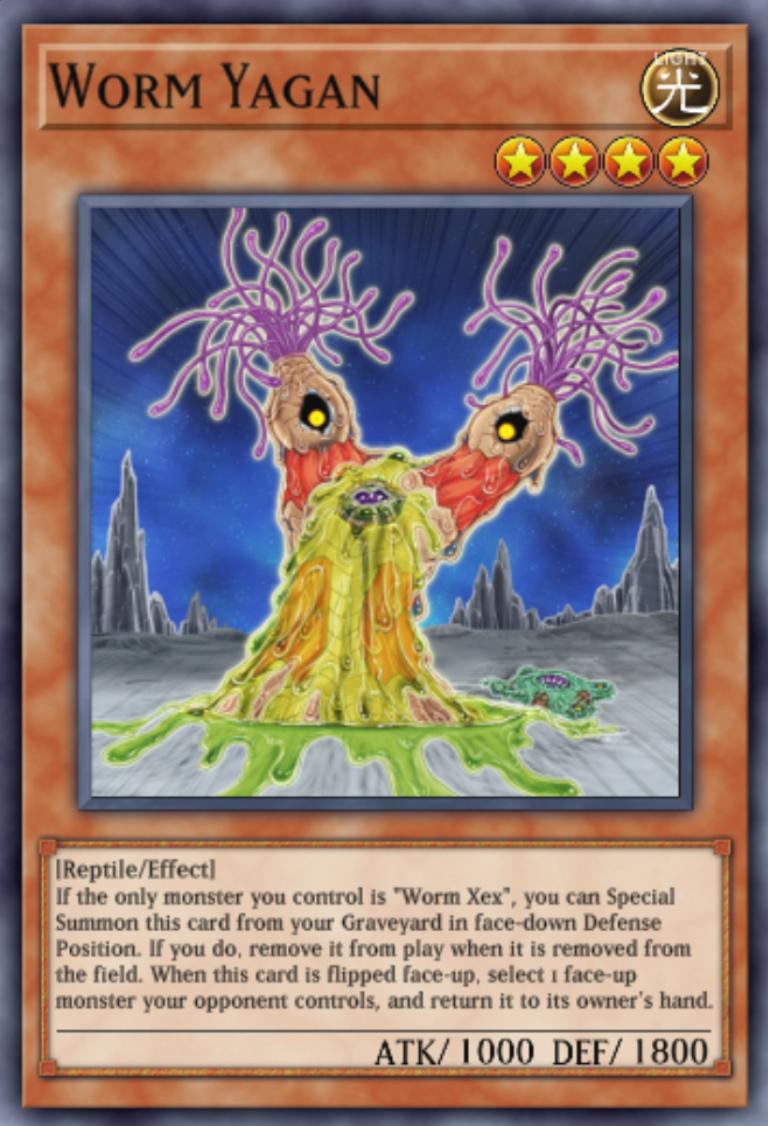 Worm Yagan
LIGHT
光
[Reptile/Effect]
If the only monster you control is "Worm Xex", you can Special
Summon this card from your Graveyard in face-down Defense
Position. If you do, remove it from play when it is removed from
the field. When this card is flipped face-up, select 1 face-up
monster your opponent controls, and return it to its owner's hand.
ATK/ 1000 DEF/ 1800